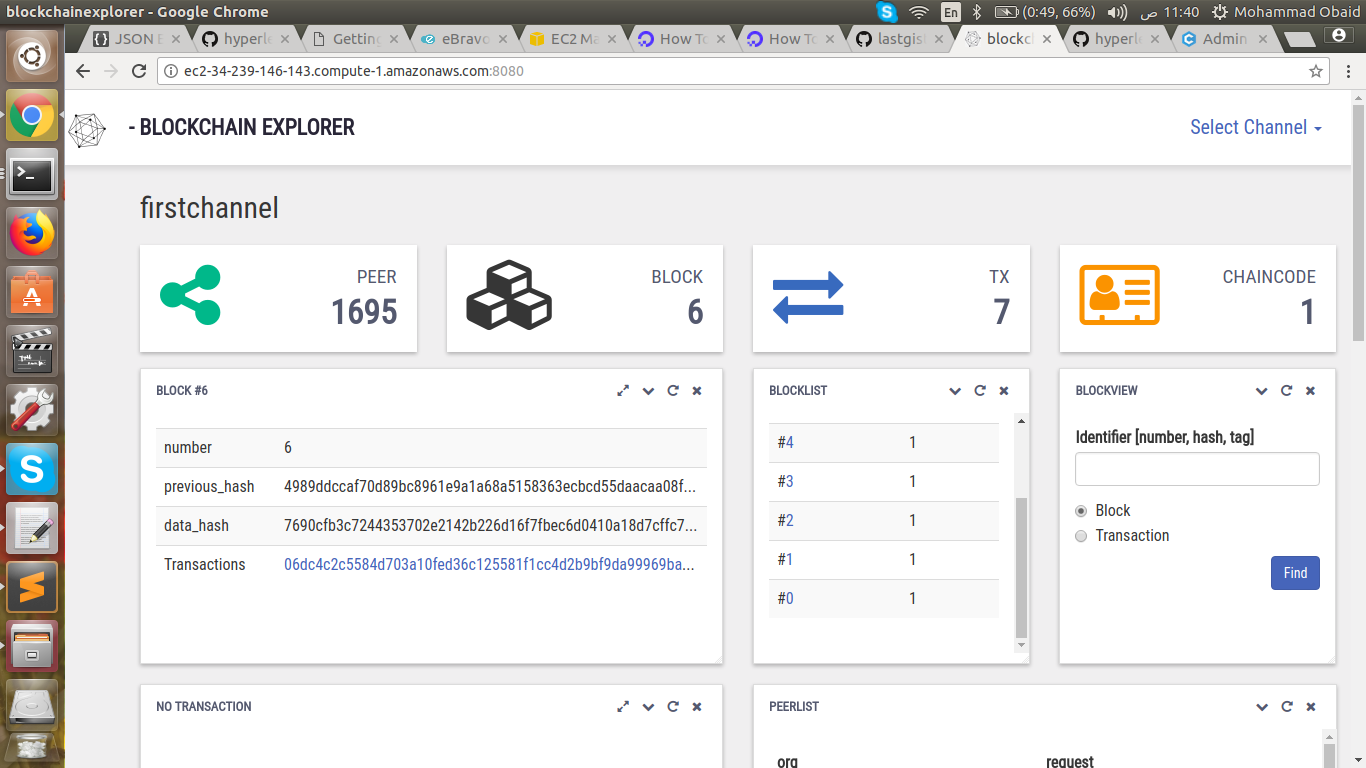 blockchainexplorer - Google Chrome
En (0:49, 66%) 11:40 ص Mohammad Obaid
JSON E hyperle Getting eBravo EC2 Ma How To How To lastgist blockc hyperle Admin
ec2-34-239-146-143.compute-1.amazonaws.com:8080
- BLOCKCHAIN EXPLORER
Select Channel
firstchannel
PEER
1695
BLOCK
6
TX
7
CHAINCODE
1
BLOCK #6
number 6
previous_hash 4989ddccaf70d89bc8961e9a1a68a5158363ecbcd55daacaa08f...
data_hash 7690cfb3c7244353702e2142b226d16f7fbec6d0410a18d7cffc7...
Transactions 06dc4c2c5584d703a10fed36c125581f1cc4d2b9bf9da99969ba...
BLOCKLIST
#4 1
#3 1
#2 1
#1 1
#0 1
BLOCKVIEW
Identifier [number, hash, tag]
Block
Transaction
Find
NO TRANSACTION
PEERLIST
org request